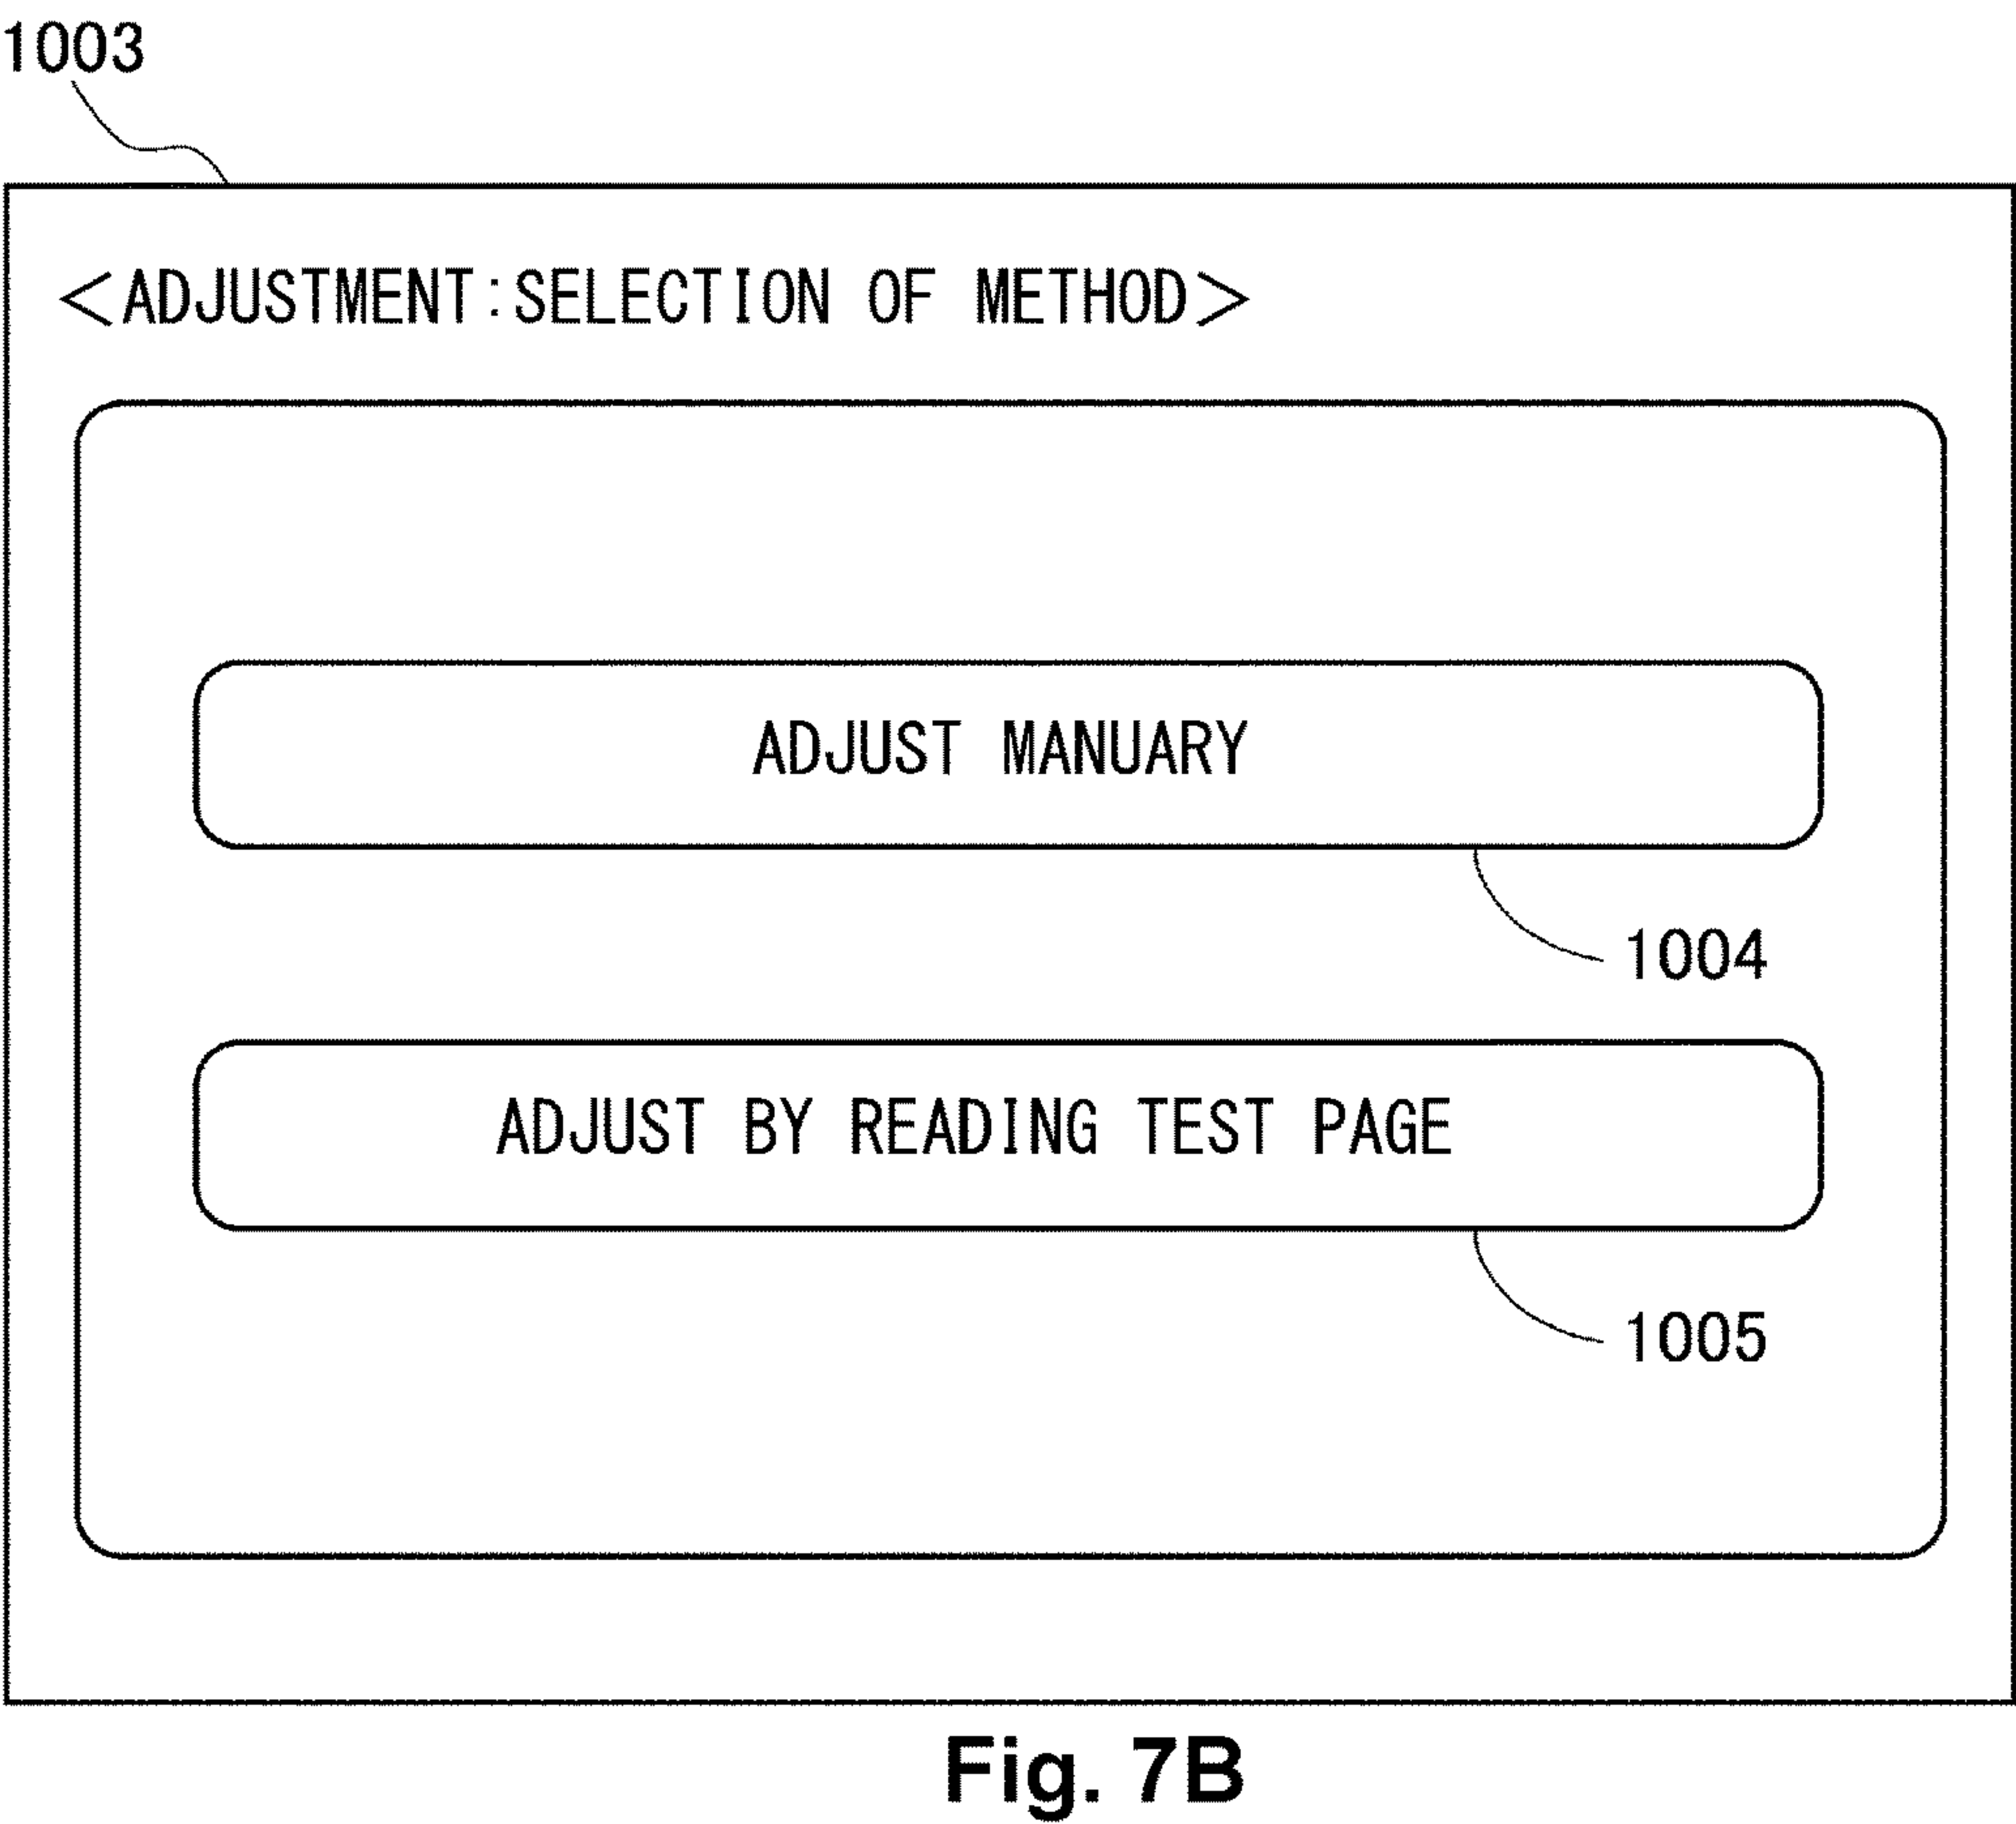 1003
<ADJUSTMENT:SELECTION OF METHOD>
ADJUST MANUARY
1004
ADJUST BY READING TEST PAGE
1005
Fig. 7B